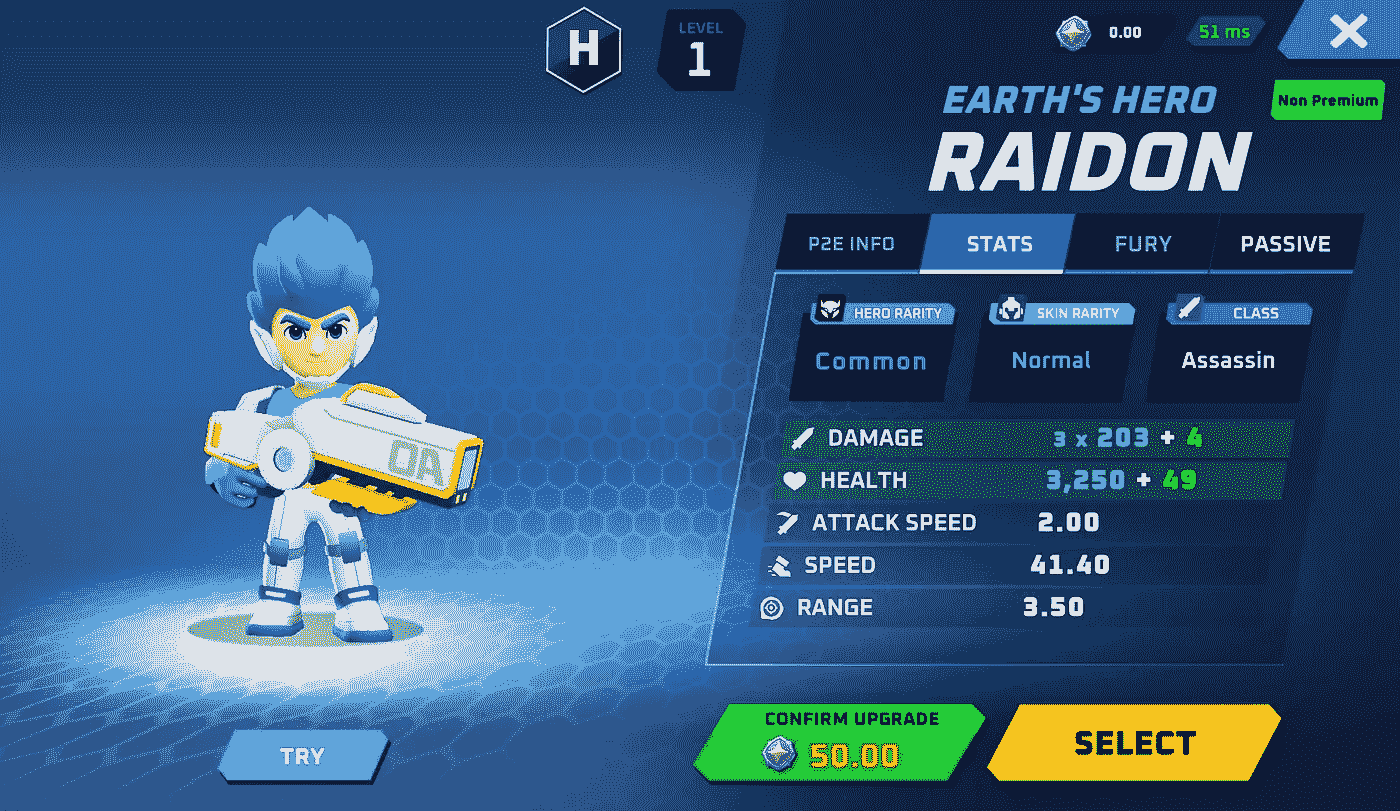 H
LEVEL
1
0.00
51 ms
EARTH'S HERO
Non Premium
RAIDON
P2E INFO
STATS
FURY
PASSIVE
HERO RARITY
SKIN RARITY
CLASS
Common
Normal
Assassin
DAMAGE 3 x 203 + 4
HEALTH 3,250 + 49
ATTACK SPEED 2.00
SPEED 41.40
RANGE 3.50
OA
TRY
CONFIRM UPGRADE
50.00
SELECT